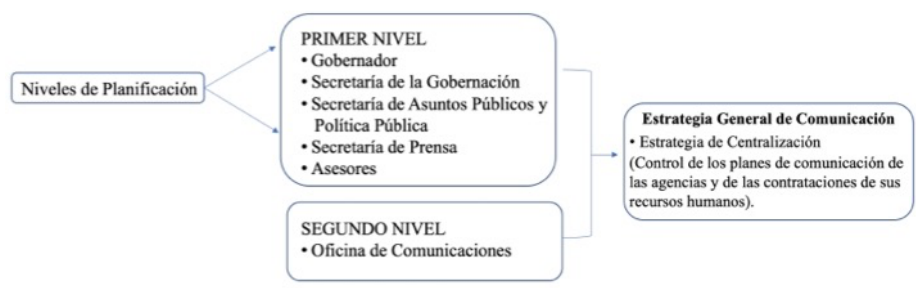 Niveles de Planificación
PRIMER NIVEL
• Gobernador
• Secretaría de la Gobernación
• Secretaría de Asuntos Públicos y
Política Pública
• Secretaría de Prensa
• Asesores
SEGUNDO NIVEL
• Oficina de Comunicaciones
Estrategia General de Comunicación
• Estrategia de Centralización
(Control de los planes de comunicación de
las agencias y de las contrataciones de sus
recursos humanos).